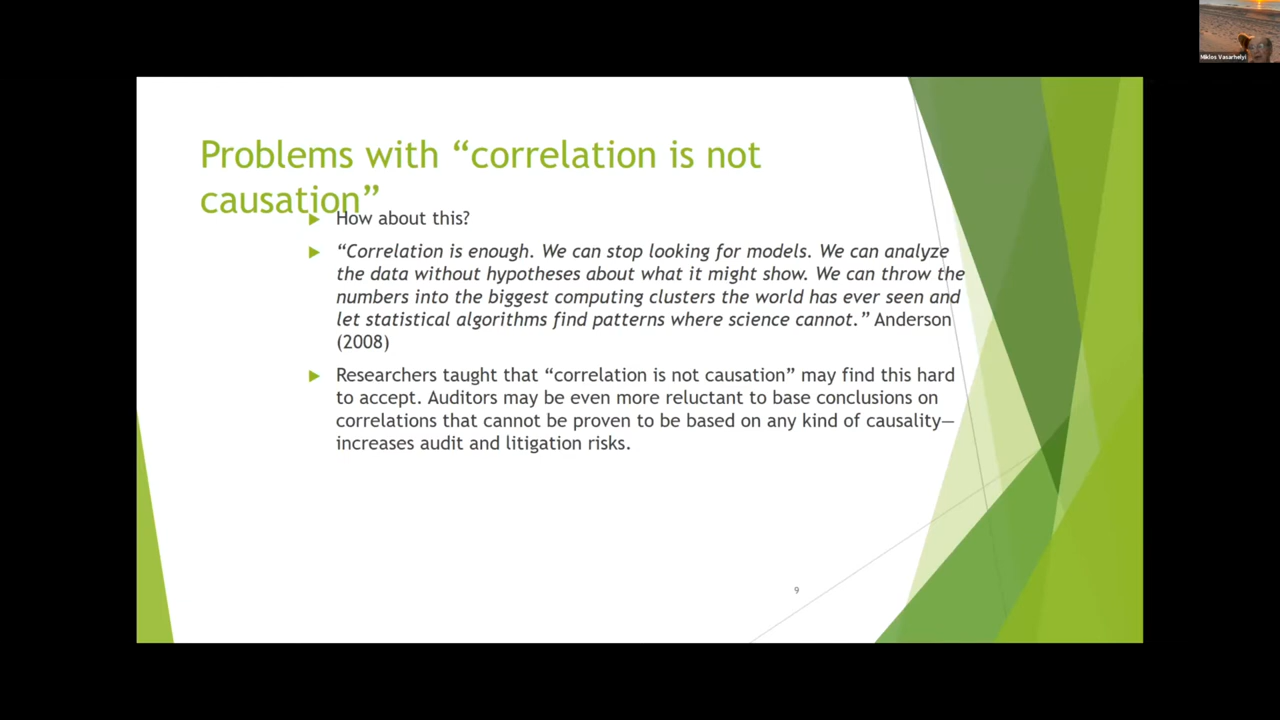 Miklos Vasarhelyi
Problems with “correlation is not
causation”
How about this?
“Correlation is enough. We can stop looking for models. We can analyze
the data without hypotheses about what it might show. We can throw the
numbers into the biggest computing clusters the world has ever seen and
let statistical algorithms find patterns where science cannot.” Anderson
(2008)
Researchers taught that “correlation is not causation” may find this hard
to accept. Auditors may be even more reluctant to base conclusions on
correlations that cannot be proven to be based on any kind of causality—
increases audit and litigation risks.
9